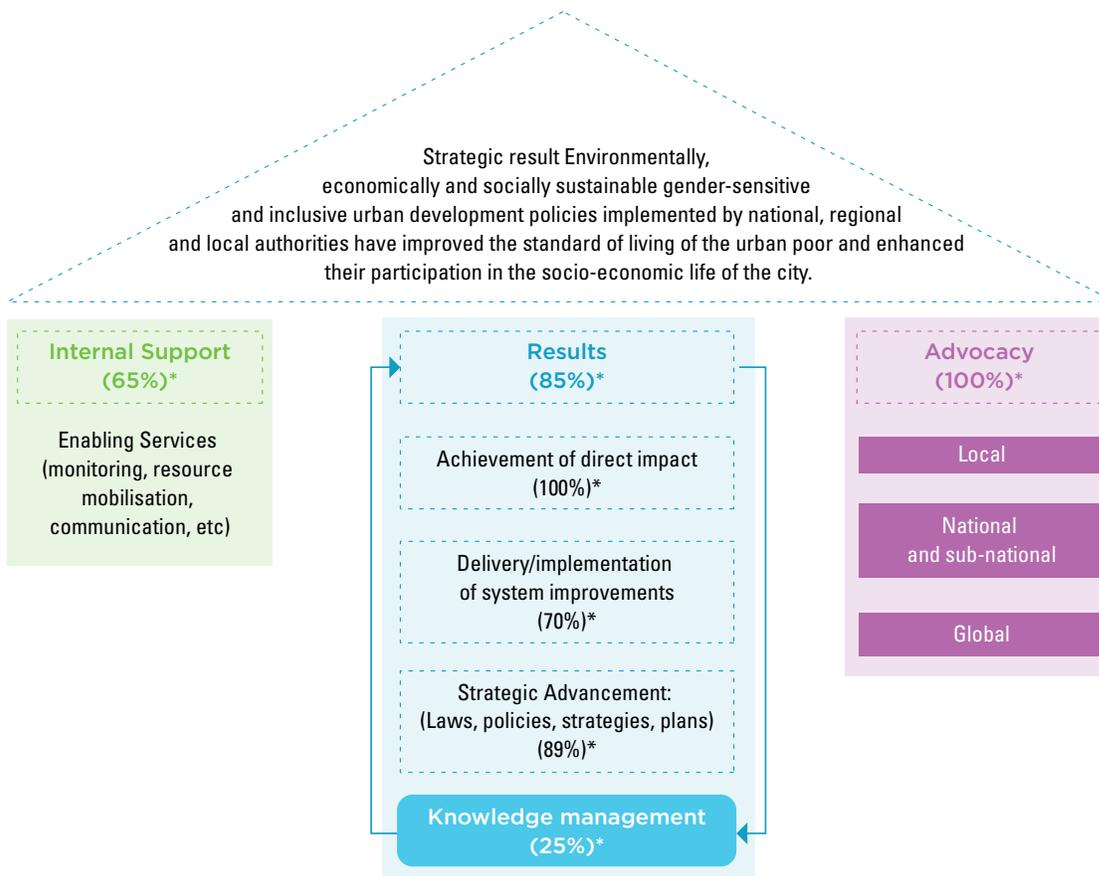 Strategic result Environmentally,
economically and socially sustainable gender-sensitive
and inclusive urban development policies implemented by national, regional
and local authorities have improved the standard of living of the urban poor and enhanced
their participation in the socio-economic life of the city.
Internal Support
(65%)*
Enabling Services
(monitoring, resource
mobilisation,
communication, etc)
Results
(85%)*
Achievement of direct impact
(100%)*
Delivery/implementation
of system improvements
(70%)*
Strategic Advancement:
(Laws, policies, strategies, plans)
(89%)*
Knowledge management
(25%)*
Advocacy
(100%)*
Local
National
and sub-national
Global